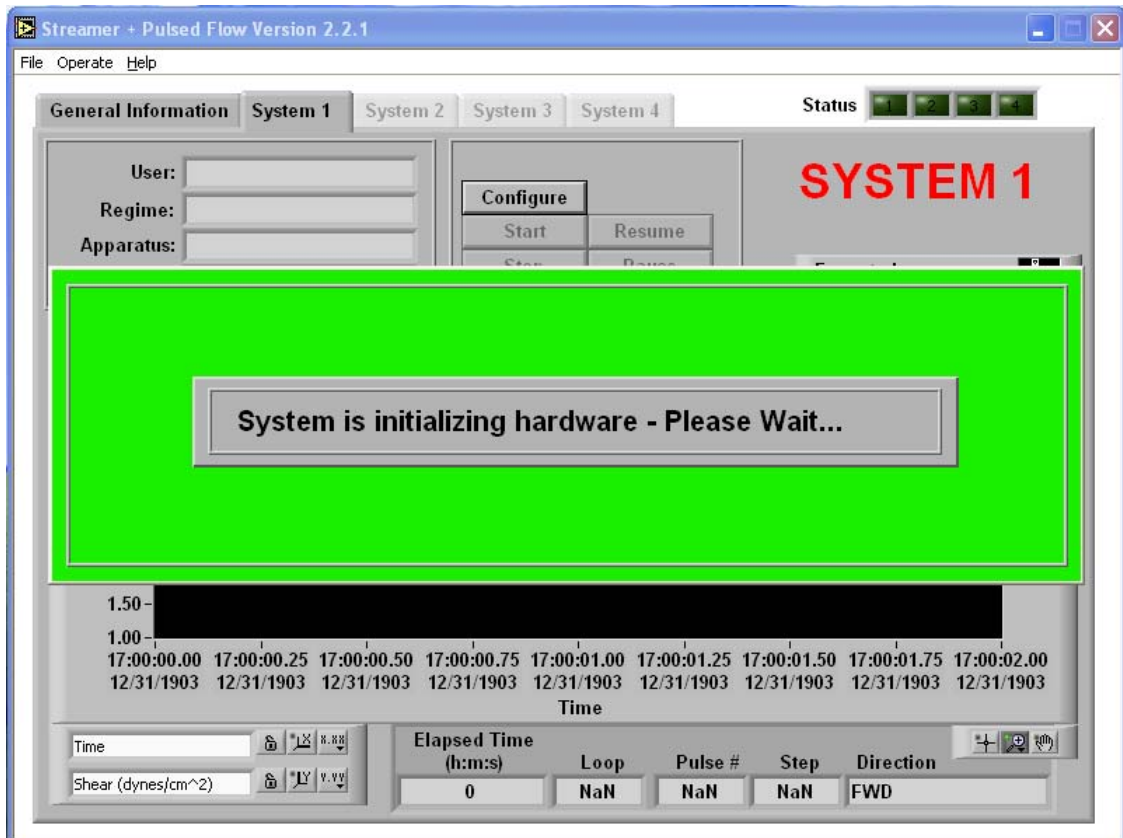 Streamer + Pulsed Flow Version 2.2.1
File Operate Help
General Information System 1 System 2 System 3 System 4
Status 1 2 3 4
User:
Regime:
Apparatus:
Configure
Start Resume
Stop Pause
SYSTEM 1
System is initializing hardware - Please Wait...
1.50
1.00
17:00:00.00 17:00:00.25 17:00:00.50 17:00:00.75 17:00:01.00 17:00:01.25 17:00:01.50 17:00:01.75 17:00:02.00
12/31/1903 12/31/1903 12/31/1903 12/31/1903 12/31/1903 12/31/1903 12/31/1903 12/31/1903 12/31/1903
Time
Time
Shear (dynes/cm^2)
X X.XX
Y Y.YY
Elapsed Time
(h:m:s) Loop Pulse # Step Direction
0 NaN NaN NaN FWD